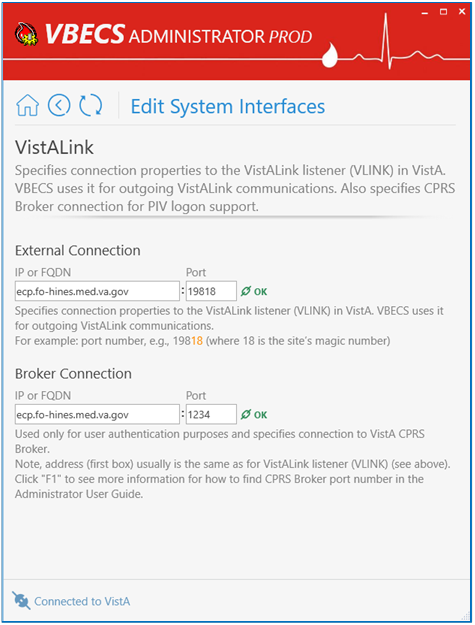 VBECS ADMINISTRATOR PROD
Edit System Interfaces
VistALink
Specifies connection properties to the VistALink listener (VLINK) in VistA.
VBECS uses it for outgoing VistALink communications. Also specifies CPRS
Broker connection for PIV logon support.
External Connection
IP or FQDN Port
ecp.fo-hines.med.va.gov : 19818 OK
Specifies connection properties to the VistALink listener (VLINK) in VistA. VBECS uses it
for outgoing VistALink communications.
For example: port number, e.g., 19818 (where 18 is the site's magic number)
Broker Connection
IP or FQDN Port
ecp.fo-hines.med.va.gov : 1234 OK
Used only for user authentication purposes and specifies connection to VistA CPRS
Broker.
Note, address (first box) usually is the same as for VistALink listener (VLINK) (see above).
Click "F1" to see more information for how to find CPRS Broker port number in the
Administrator User Guide.
Connected to VistA